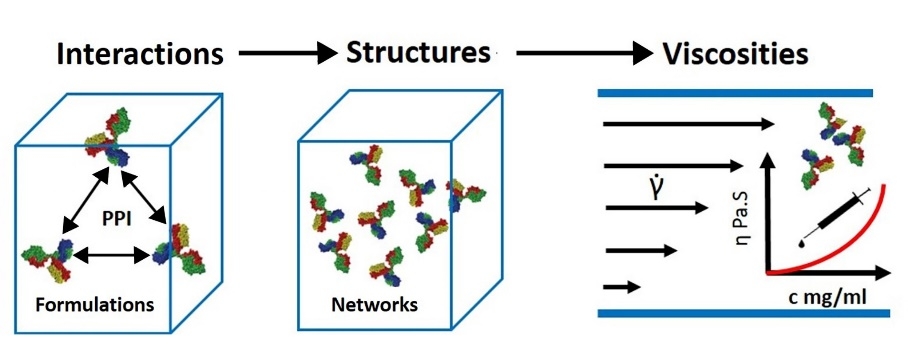 Interactions
Structures
Viscosities
PPI
Formulations
Networks
γ̇
η Pa.S
c mg/ml